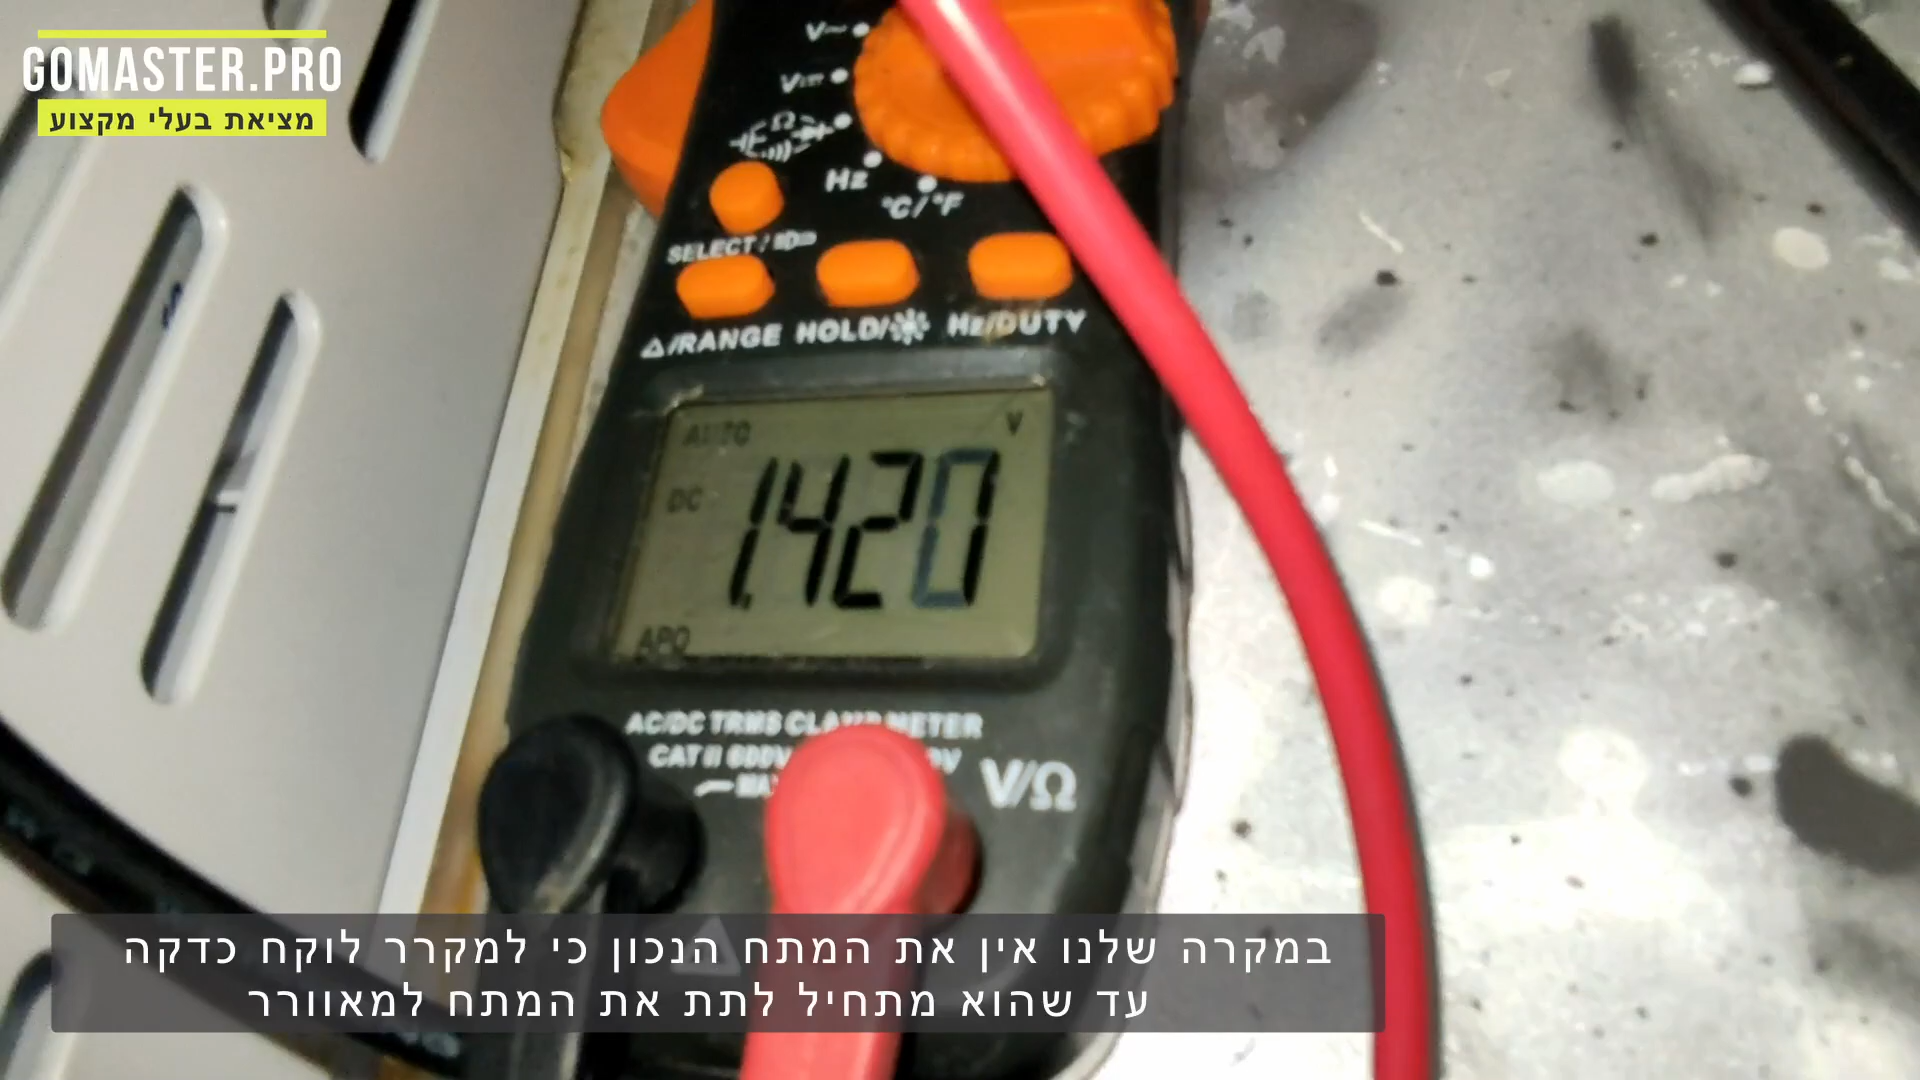 GOMASTER.PRO
מציאת בעלי מקצוע
V~
V
Ω
Hz
°C/°F
SELECT/
△/RANGE HOLD/ Hz/DUTY
AUTO V
DC 1.420
APO
AC/DC TRMS CLAMP METER
CAT II 600V
V/Ω
במקרה שלנו אין את המתח הנכון כי למקרר לוקח כדקה
עד שהוא מתחיל לתת את המתח למאוורר